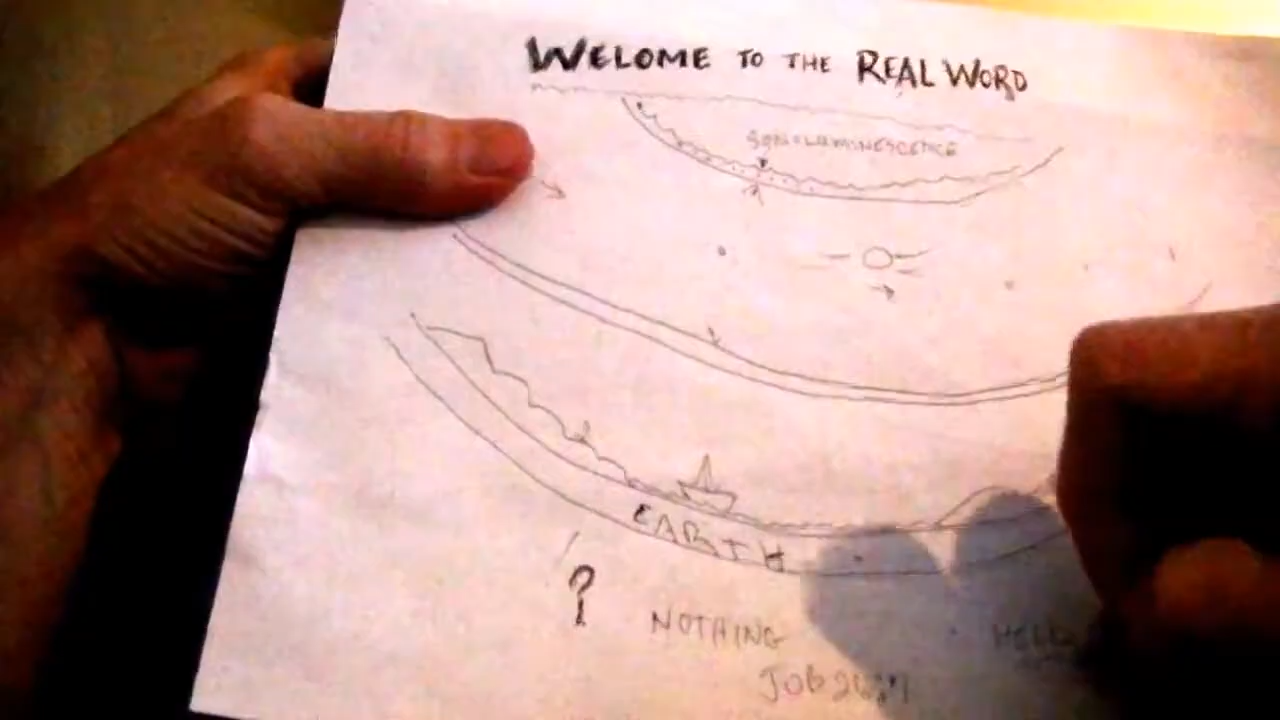 WELOME TO THE REAL WORD
SONOLUMINESCENCE
EARTH
?
NOTHING